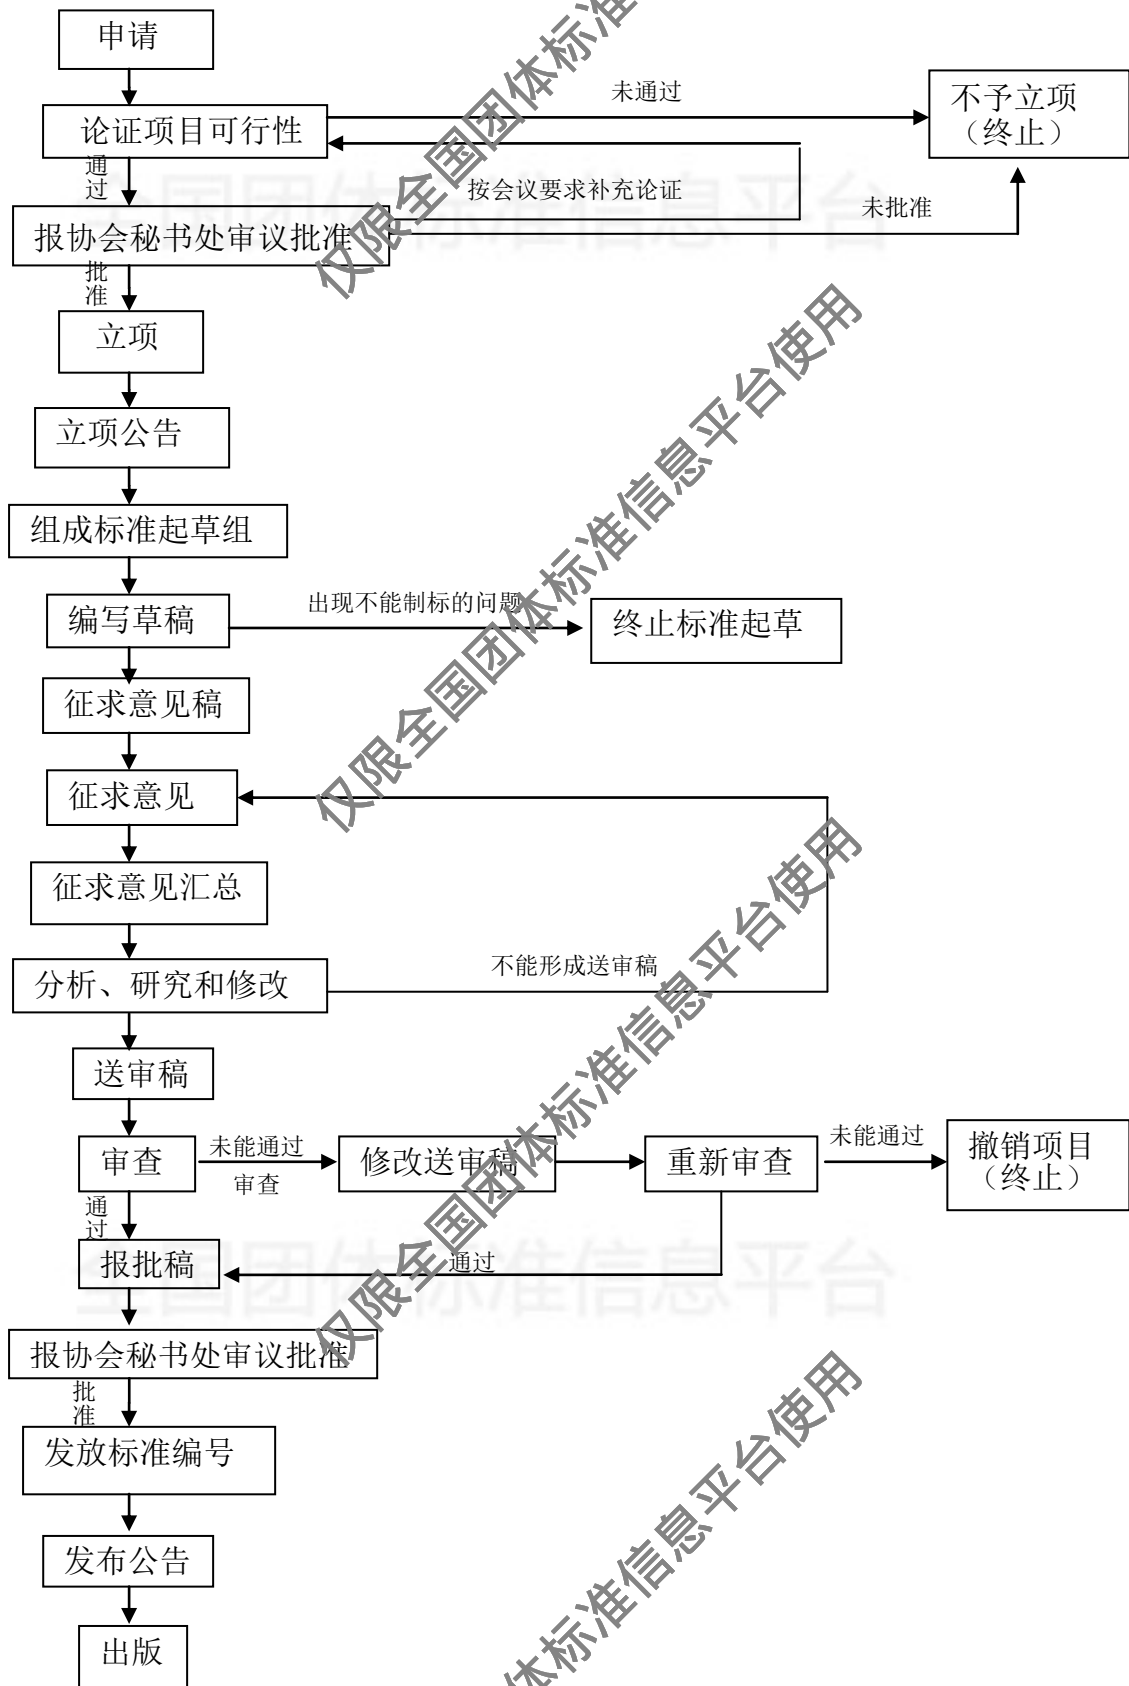 申请
未通过
不予立项
（终止）
论证项目可行性
通过
按会议要求补充论证
未批准
报协会秘书处审议批准
批准
立项
立项公告
组成标准起草组
编写草稿
出现不能制标的问题
终止标准起草
征求意见稿
征求意见
征求意见汇总
分析、研究和修改
不能形成送审稿
送审稿
审查
未能通过
审查
修改送审稿
重新审查
未能通过
撤销项目
（终止）
通过
报批稿
通过
报协会秘书处审议批准
批准
发放标准编号
发布公告
出版
全国团体标准信息平台
全国团体标准信息平台
仅限全国团体标准
仅限全国团体标准信息平台使用
仅限全国团体标准信息平台使用
体标准信息平台使用